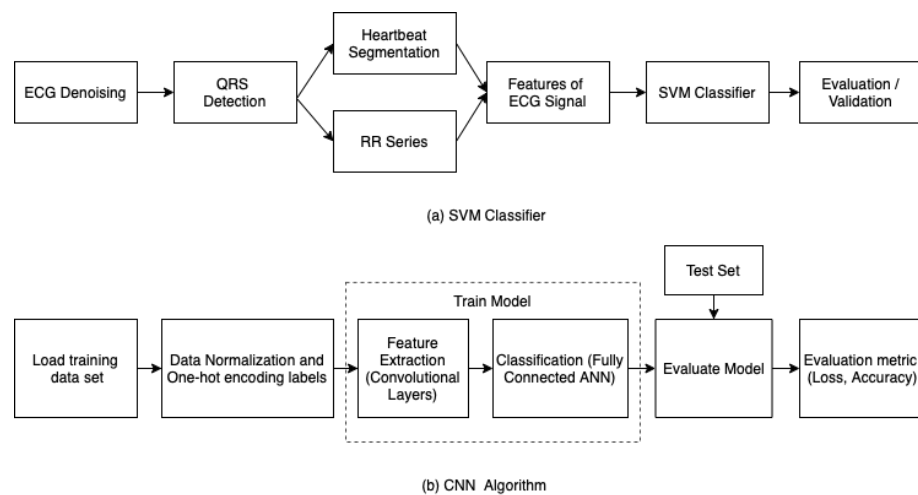 Heartbeat
Segmentation
ECG Denoising
QRS
Detection
Features of
ECG Signal
SVM Classifier
Evaluation /
Validation
RR Series
(a) SVM Classifier
Test Set
Train Model
Load training
data set
Data Normalization and
One-hot encoding labels
Feature
Extraction
(Convolutional
Layers)
Classification (Fully
Connected ANN)
Evaluate Model
Evaluation metric
(Loss, Accuracy)
(b) CNN Algorithm